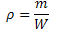 ρ = m/W